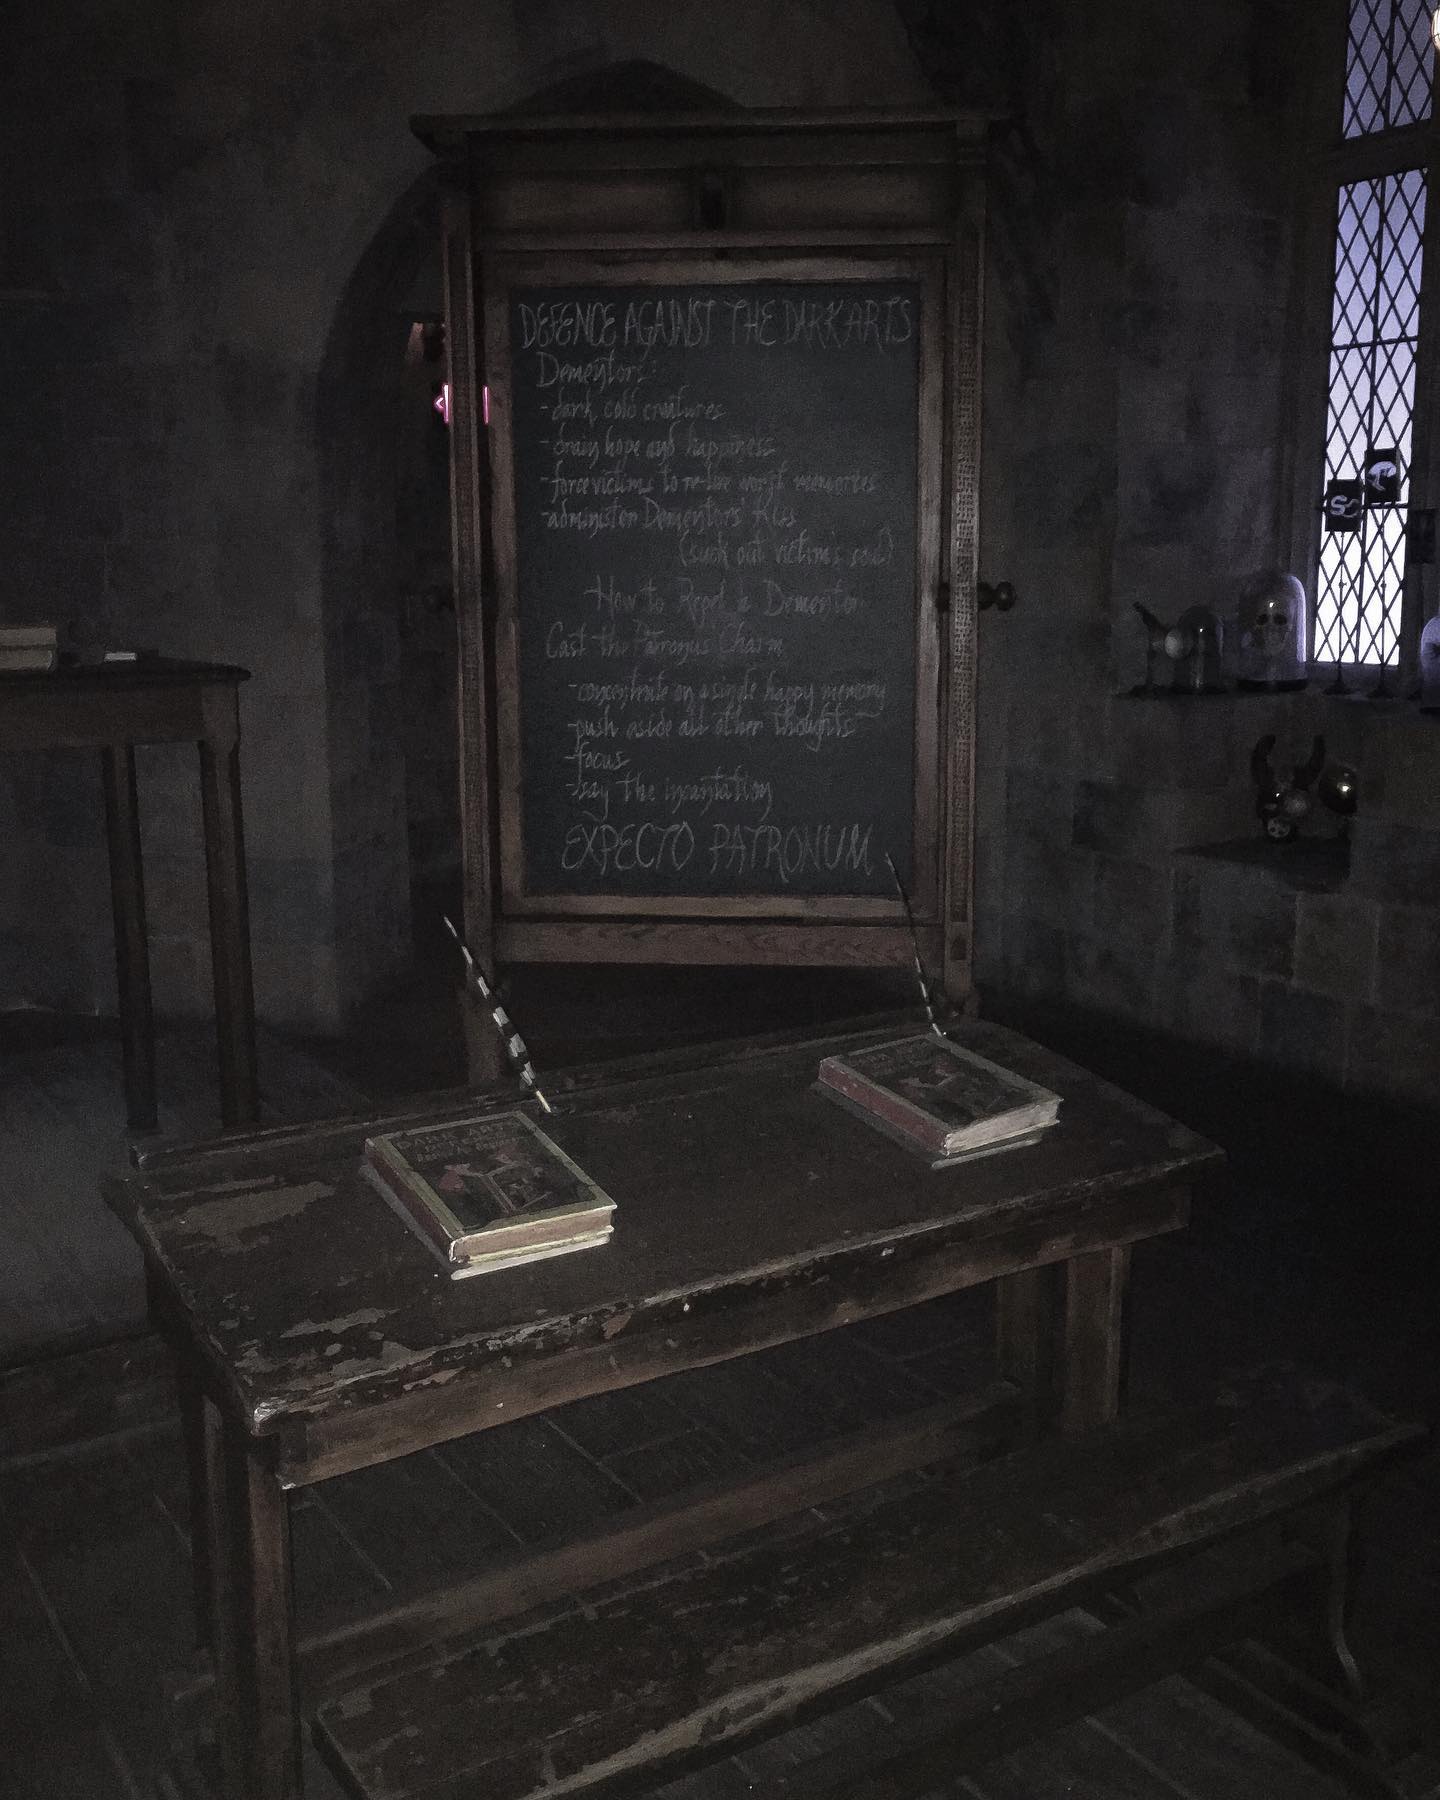 DEFENCE AGAINST THE DARK ARTS
Dementors:
-dark, cold creatures
-drain hope and happiness
-force victims to re-live worst memories
-administer Dementors' Kiss
(suck out victim's soul)
How to Repel a Dementor
Cast the Patronus Charm
-concentrate on a single happy memory
-push aside all other thoughts
-focus
-say the incantation
EXPECTO PATRONUM
DARK ARTS